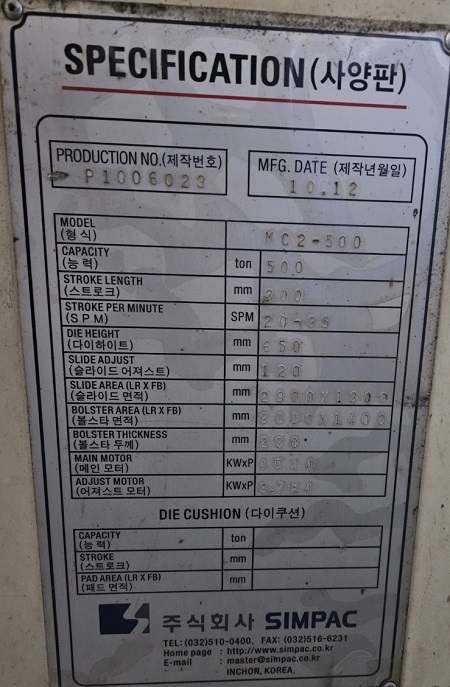 SPECIFICATION(사양판)
PRODUCTION NO.(제작번호)
P1006023
MFG. DATE (제작년월일)
10.12
MODEL
(형식)
MC2-500
CAPACITY
(능력)
ton
500
STROKE LENGTH
(스트로크)
mm
STROKE PER MINUTE
(S P M)
SPM
20-35
DIE HEIGHT
(다이하이트)
mm
650
SLIDE ADJUST
(슬라이드 어져스트)
mm
120
SLIDE AREA (LR X FB)
(슬라이드 면적)
mm
BOLSTER AREA (LR X FB)
(볼스타 면적)
mm
BOLSTER THICKNESS
(볼스타 두께)
mm
MAIN MOTOR
(메인 모터)
KWxP
ADJUST MOTOR
(어져스트 모터)
KWxP
DIE CUSHION (다이쿠션)
CAPACITY
(능력)
ton
STROKE
(스트로크)
mm
PAD AREA (LR X FB)
(패드 면적)
mm
주식회사 SIMPAC
TEL: (032)510-0400, FAX: (032)516-6231
Home page : http://www.simpac.co.kr
E-mail : master@simpac.co.kr
INCHON, KOREA.